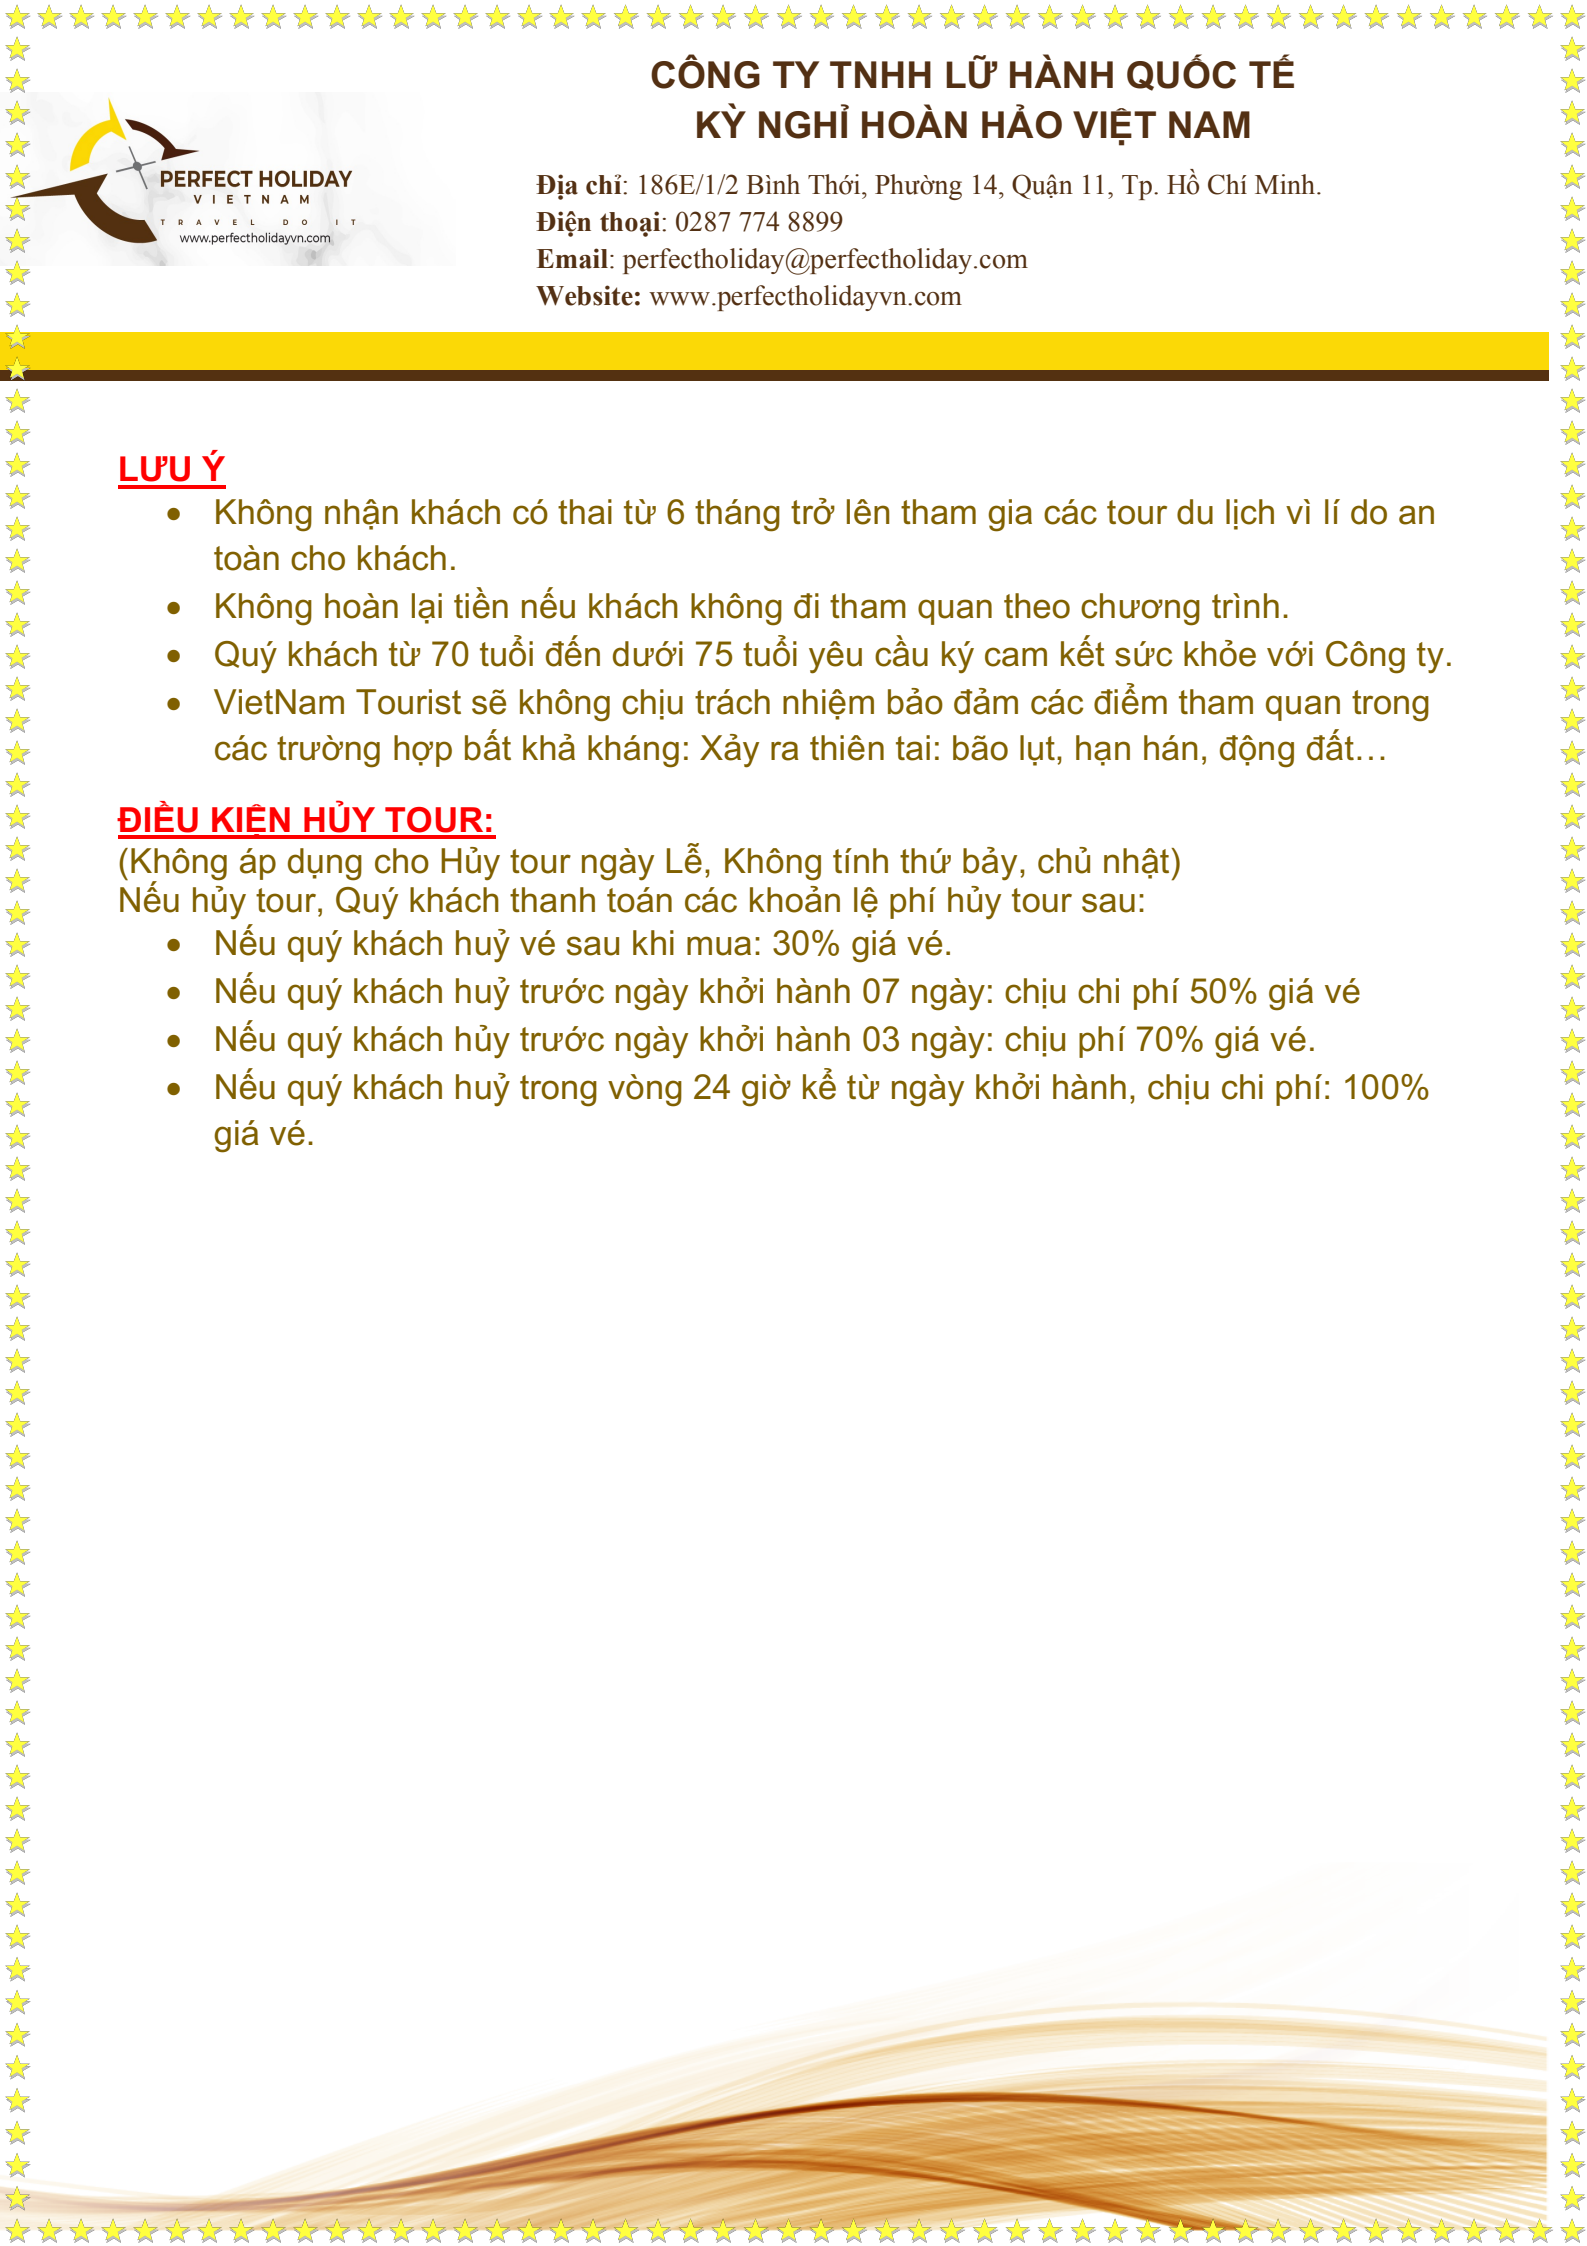 CÔNG TY TNHH LỮ HÀNH QUỐC TẾ
KỲ NGHỈ HOÀN HẢO VIỆT NAM
PERFECT HOLIDAY
VIETNAM
TRAVEL DO IT
www.perfectholidayvn.com
Địa chỉ: 186E/1/2 Bình Thới, Phường 14, Quận 11, Tp. Hồ Chí Minh.
Điện thoại: 0287 774 8899
Email: perfectholiday@perfectholiday.com
Website: www.perfectholidayvn.com
LƯU Ý
• Không nhận khách có thai từ 6 tháng trở lên tham gia các tour du lịch vì lí do an
toàn cho khách.
• Không hoàn lại tiền nếu khách không đi tham quan theo chương trình.
• Quý khách từ 70 tuổi đến dưới 75 tuổi yêu cầu ký cam kết sức khỏe với Công ty.
• VietNam Tourist sẽ không chịu trách nhiệm bảo đảm các điểm tham quan trong
các trường hợp bất khả kháng: Xảy ra thiên tai: bão lụt, hạn hán, động đất…
ĐIỀU KIỆN HỦY TOUR:
(Không áp dụng cho Hủy tour ngày Lễ, Không tính thứ bảy, chủ nhật)
Nếu hủy tour, Quý khách thanh toán các khoản lệ phí hủy tour sau:
• Nếu quý khách huỷ vé sau khi mua: 30% giá vé.
• Nếu quý khách huỷ trước ngày khởi hành 07 ngày: chịu chi phí 50% giá vé
• Nếu quý khách hủy trước ngày khởi hành 03 ngày: chịu phí 70% giá vé.
• Nếu quý khách huỷ trong vòng 24 giờ kể từ ngày khởi hành, chịu chi phí: 100%
giá vé.